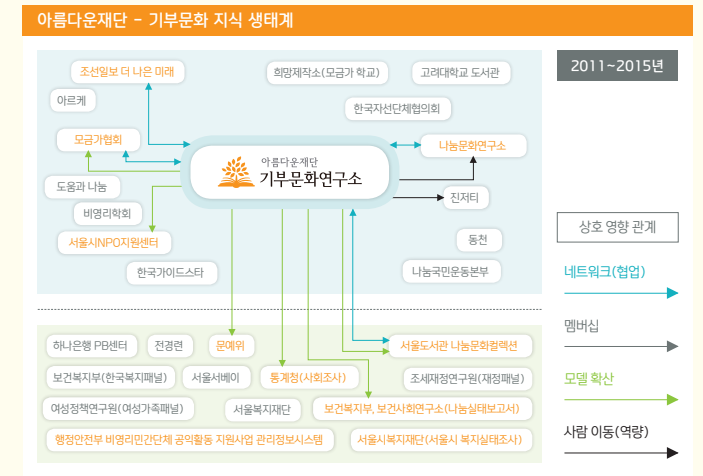 아름다운재단 - 기부문화 지식 생태계
조선일보 더 나은 미래
희망제작소(모금가 학교)
고려대학교 도서관
2011~2015년
아르케
한국자선단체협의회
모금가협회
나눔문화연구소
아름다운재단
기부문화연구소
도움과 나눔
진저티
비영리학회
서울시NPO지원센터
동천
상호 영향 관계
한국가이드스타
나눔국민운동본부
네트워크(협업)
멤버십
하나은행 PB센터
전경련
문예위
서울도서관 나눔문화컬렉션
보건복지부(한국복지패널)
서울서베이
통계청(사회조사)
조세재정연구원(재정패널)
모델 확산
여성정책연구원(여성가족패널)
서울복지재단
보건복지부, 보건사회연구소(나눔실태보고서)
사람 이동(역량)
행정안전부 비영리민간단체 공익활동 지원사업 관리정보시스템
서울시복지재단(서울시 복지실태조사)